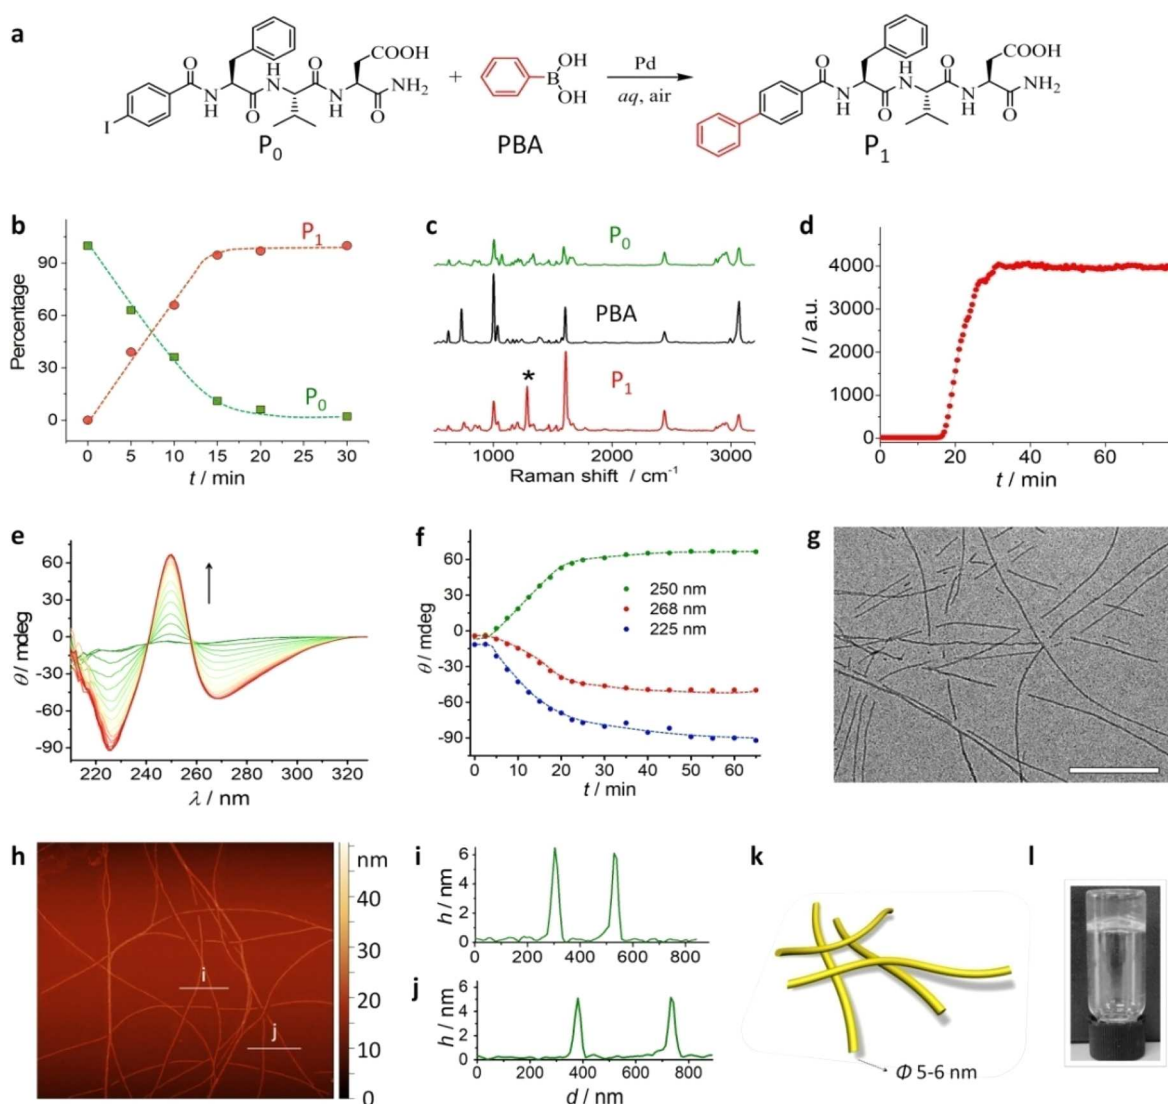 a
O
N
H
O
H
N
O
N
H
COOH
NH₂
O
I
P₀
+
B
OH
OH
PBA
Pd
aq, air
O
N
H
O
H
N
O
N
H
COOH
NH₂
O
P₁
b
Percentage
90
60
30
0
P₁
P₀
0 5 10 15 20 25 30
t / min
c
P₀
PBA
*
P₁
1000 2000 3000
Raman shift / cm⁻¹
d
I / a.u.
4000
3000
2000
1000
0
0 20 40 60
t / min
e
θ / mdeg
60
30
0
-30
-60
-90
220 240 260 280 300 320
λ / nm
f
θ / mdeg
60
30
0
-30
-60
-90
250 nm
268 nm
225 nm
0 10 20 30 40 50 60
t / min
g
h
i
j
nm
40
30
20
10
0
i
h / nm
6
4
2
0
0 200 400 600 800
j
h / nm
6
4
2
0
0 200 400 600 800
d / nm
k
Φ 5-6 nm
l